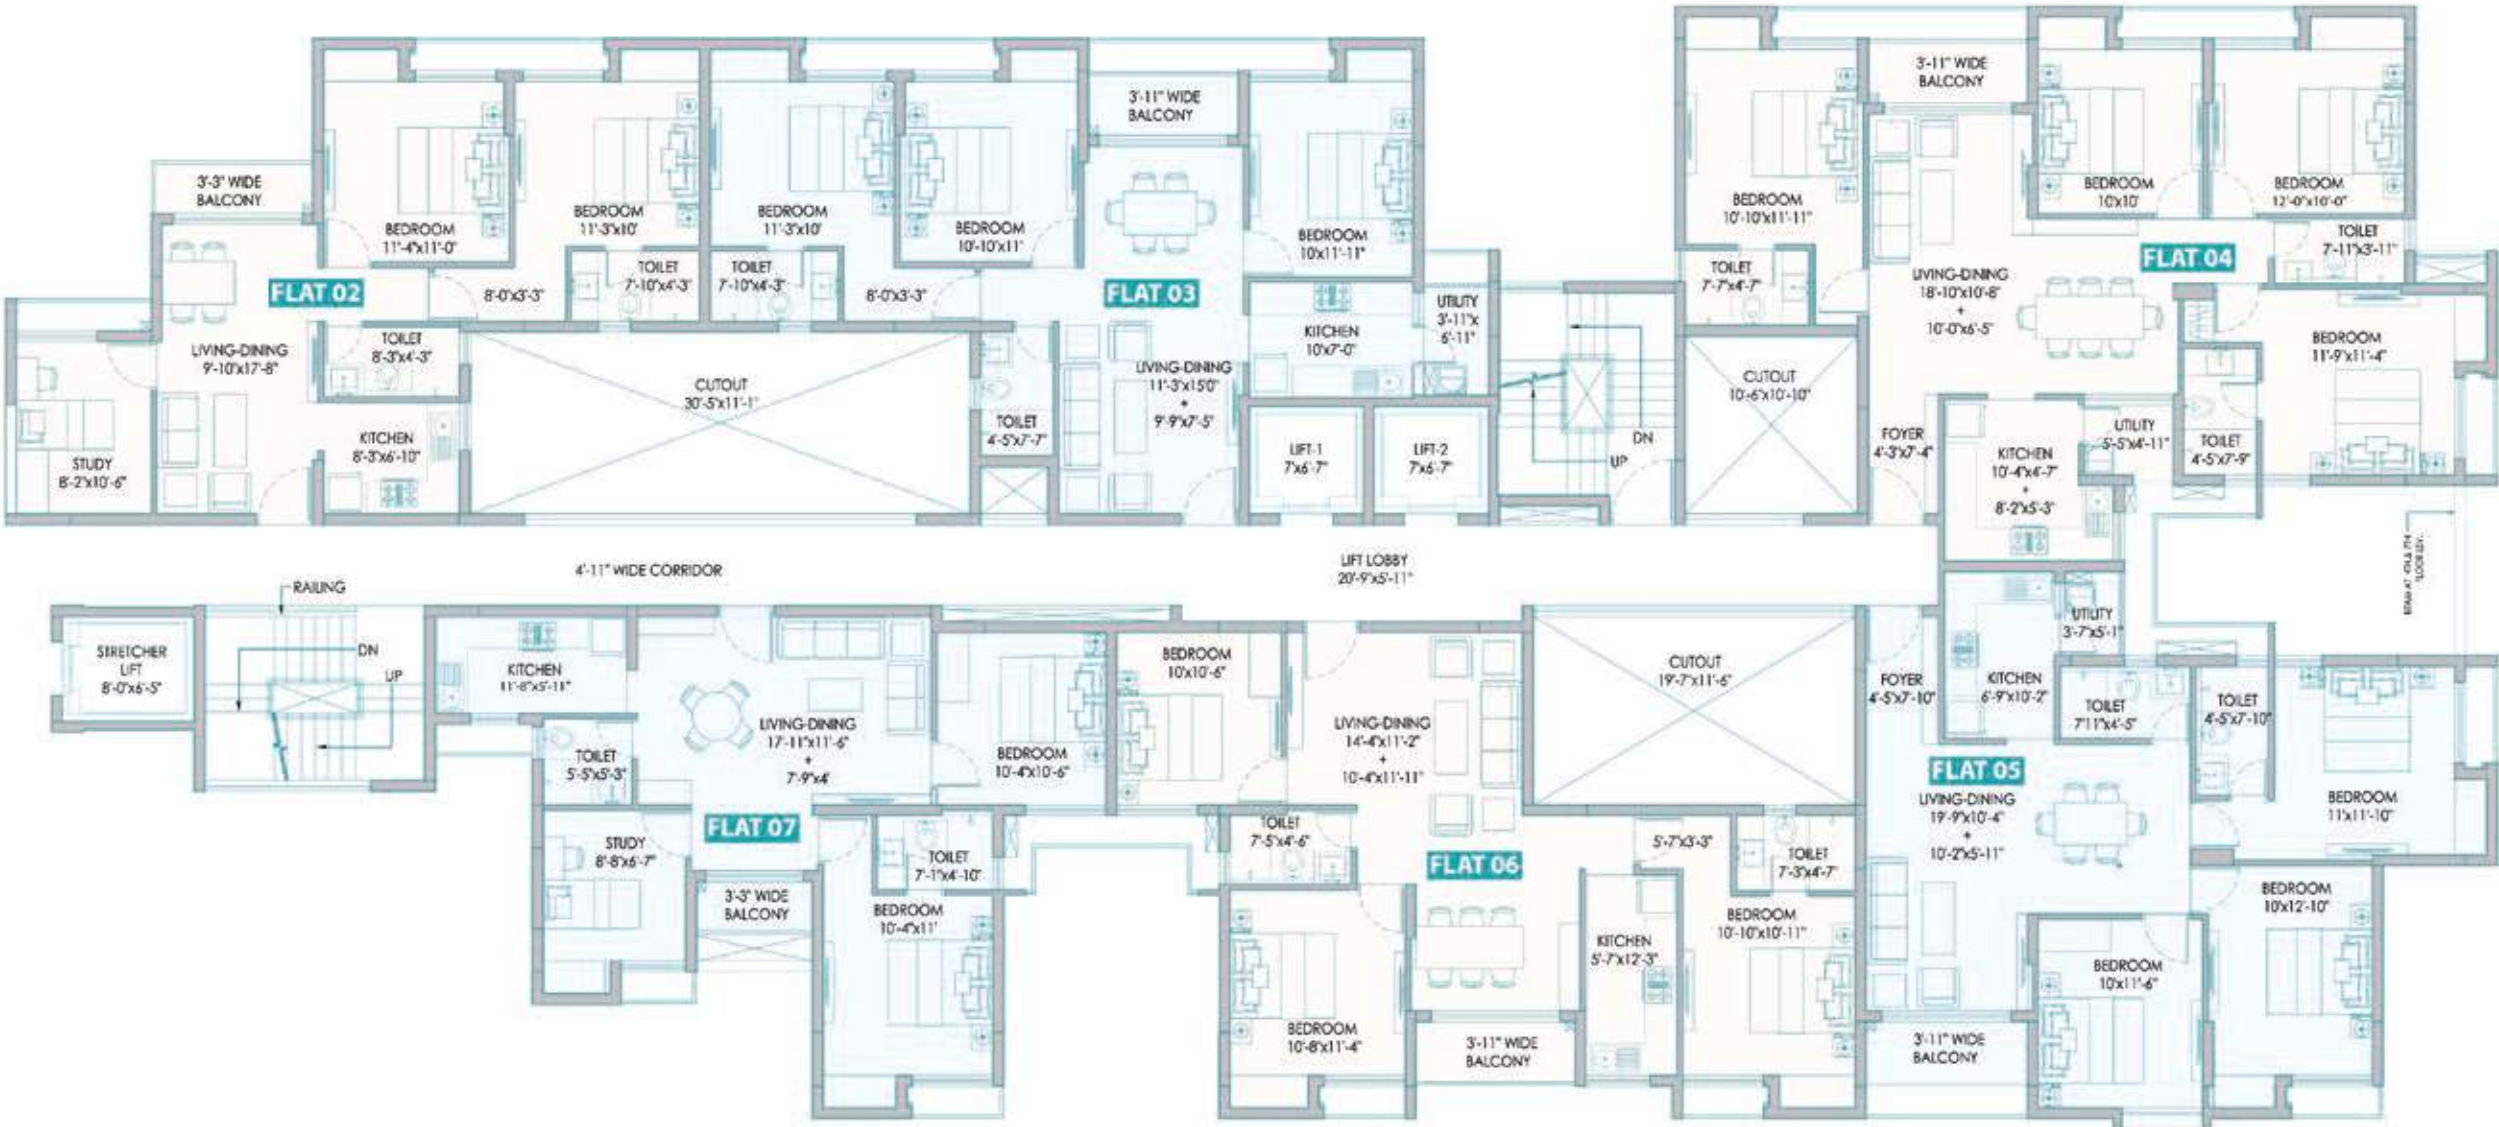 3'-3" WIDE
BALCONY
BEDROOM
11'-4"x11'-0"
BEDROOM
11'-3"x10'
TOILET
7'-10"x4'-3"
8'-0"x3'-3"
FLAT 02
LIVING-DINING
9'-10"x17'-8"
TOILET
8'-3"x4'-3"
KITCHEN
8'-3"x6'-10"
STUDY
8'-2"x10'-6"
BEDROOM
11'-3"x10'
TOILET
7'-10"x4'-3"
8'-0"x3'-3"
BEDROOM
10'-10"x11'
3'-11" WIDE
BALCONY
BEDROOM
10'x11'-11"
FLAT 03
KITCHEN
10'x7'-0"
UTILITY
3'-11"x
6'-11"
LIVING-DINING
11'-3"x15'0"
+
9'-9"x7'-5"
TOILET
4'-5"x7'-7"
CUTOUT
30'-5"x11'-1"
LIFT-1
7'x6'-7"
LIFT-2
7'x6'-7"
DN
UP
3'-11" WIDE
BALCONY
BEDROOM
10'-10"x11'-11"
BEDROOM
10'x10'
BEDROOM
12'-0"x10'-0"
TOILET
7'-11"x3'-11"
FLAT 04
TOILET
7'-7"x4'-7"
LIVING-DINING
18'-10"x10'-8"
+
10'-0"x6'-5"
BEDROOM
11'-9"x11'-4"
CUTOUT
10'-6"x10'-10"
FOYER
4'-3"x7'-4"
KITCHEN
10'-4"x4'-7"
+
8'-2"x5'-3"
UTILITY
5'-5"x4'-11"
TOILET
4'-5"x7'-9"
4'-11" WIDE CORRIDOR
LIFT LOBBY
20'-9"x5'-11"
RAILING
STRETCHER
LIFT
8'-0"x6'-5"
DN
UP
KITCHEN
11'-8"x5'-11"
LIVING-DINING
17'-11"x11'-6"
+
7'-9"x4'
TOILET
5'-5"x5'-3"
BEDROOM
10'-4"x10'-6"
FLAT 07
STUDY
8'-8"x6'-7"
3'-3" WIDE
BALCONY
TOILET
7'-1"x4'-10"
BEDROOM
10'-4"x11'
BEDROOM
10'x10'-6"
LIVING-DINING
14'-4"x11'-2"
+
10'-4"x11'-11"
CUTOUT
19'-7"x11'-6"
TOILET
7'-5"x4'-6"
FLAT 06
5'-7"x3'-3"
TOILET
7'-3"x4'-7"
KITCHEN
5'-7"x12'-3"
BEDROOM
10'-10"x10'-11"
BEDROOM
10'-8"x11'-4"
3'-11" WIDE
BALCONY
FOYER
4'-5"x7'-10"
KITCHEN
6'-9"x10'-2"
UTILITY
3'-7"x5'-1"
TOILET
7'11"x4'-5"
TOILET
4'-5"x7'-10"
BEDROOM
11'x11'-10"
FLAT 05
LIVING-DINING
19'-9"x10'-4"
+
10'-2"x5'-11"
BEDROOM
10'x12'-10"
BEDROOM
10'x11'-6"
3'-11" WIDE
BALCONY